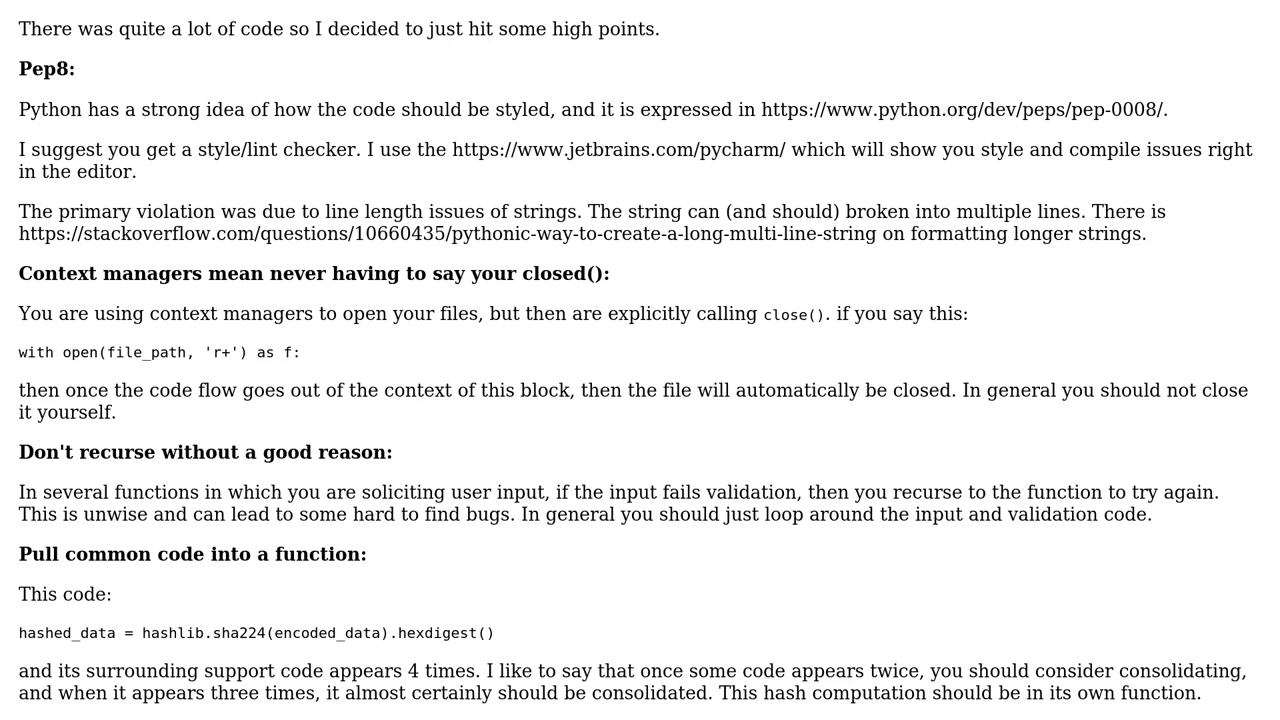 There was quite a lot of code so I decided to just hit some high points.
Pep8:
Python has a strong idea of how the code should be styled, and it is expressed in https://www.python.org/dev/peps/pep-0008/.
I suggest you get a style/lint checker. I use the https://www.jetbrains.com/pycharm/ which will show you style and compile issues right
in the editor.
The primary violation was due to line length issues of strings. The string can (and should) broken into multiple lines. There is
https://stackoverflow.com/questions/10660435/pythonic-way-to-create-a-long-multi-line-string on formatting longer strings.
Context managers mean never having to say your closed():
You are using context managers to open your files, but then are explicitly calling close(). if you say this:
with open(file_path, 'r+') as f:
then once the code flow goes out of the context of this block, then the file will automatically be closed. In general you should not close
it yourself.
Don't recurse without a good reason:
In several functions in which you are soliciting user input, if the input fails validation, then you recurse to the function to try again.
This is unwise and can lead to some hard to find bugs. In general you should just loop around the input and validation code.
Pull common code into a function:
This code:
hashed_data = hashlib.sha224(encoded_data).hexdigest()
and its surrounding support code appears 4 times. I like to say that once some code appears twice, you should consider consolidating,
and when it appears three times, it almost certainly should be consolidated. This hash computation should be in its own function.